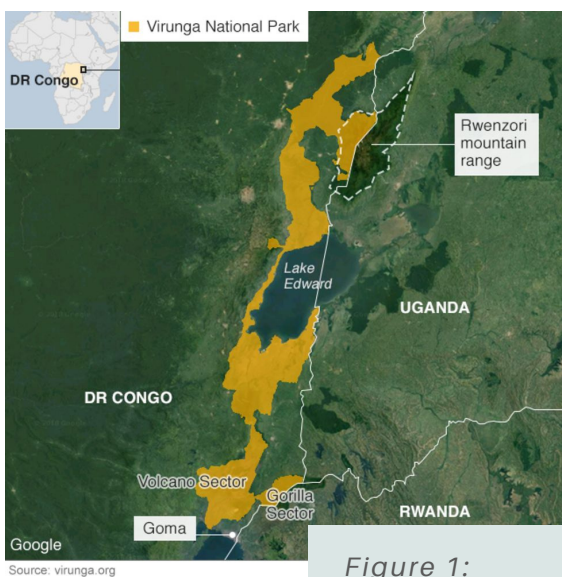 Virunga National Park
DR Congo
Rwenzori
mountain
range
Lake
Edward
UGANDA
DR CONGO
Volcano Sector
Gorilla
Sector
RWANDA
Goma
Google
Figure 1:
Source: virunga.org